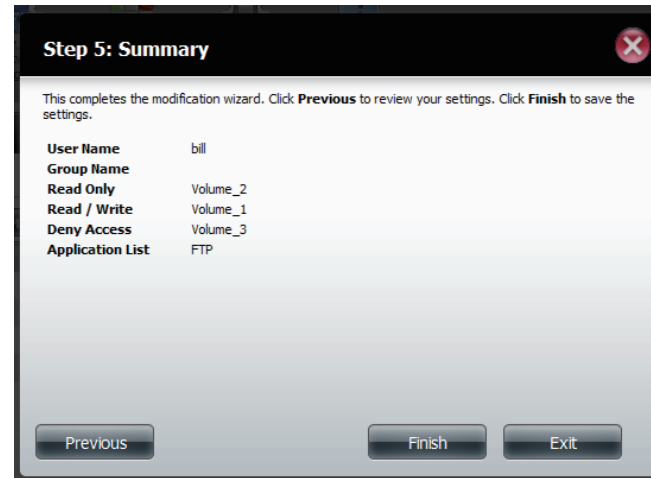 Step 5: Summary
This completes the modification wizard. Click Previous to review your settings. Click Finish to save the
settings.
User Name bill
Group Name
Read Only Volume_2
Read / Write Volume_1
Deny Access Volume_3
Application List FTP
Previous Finish Exit